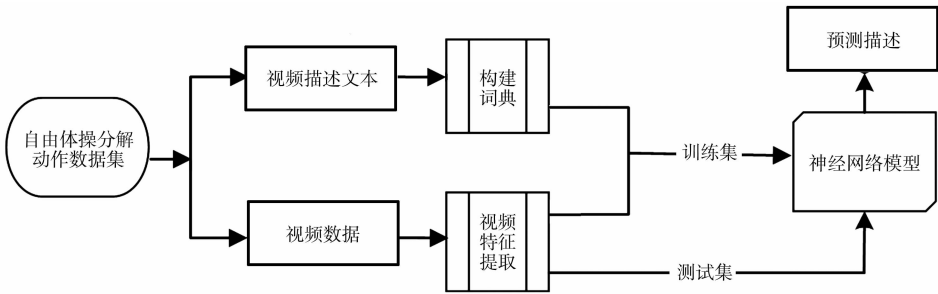 自由体操分解
动作数据集
视频描述文本
构建
词典
视频数据
视频
特征
提取
训练集
测试集
神经网络模型
预测描述